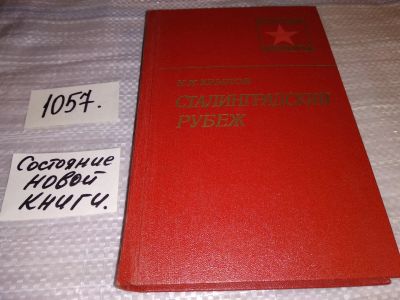 1057.
Состояние
новой
книги.
СТАЛИНГРАДСКИЙ
РУБЕЖ